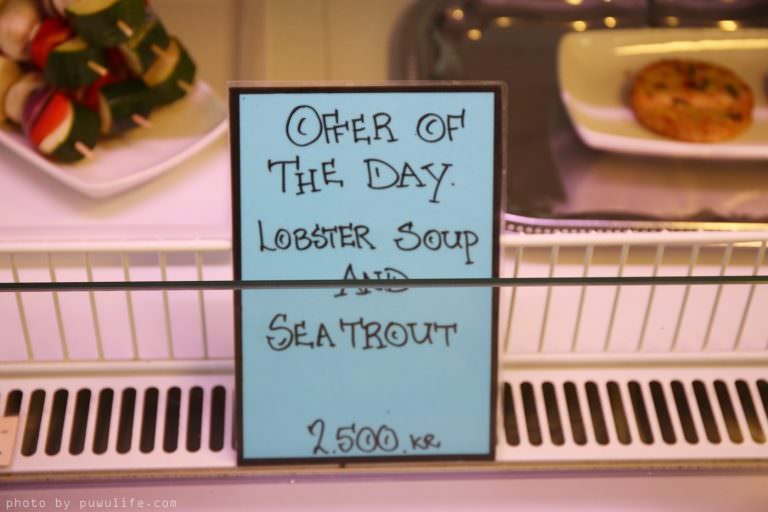 OFFER OF
THE DAY.
LOBSTER SOUP
AND
SEA TROUT
2.500.KR
photo by puwulife.com